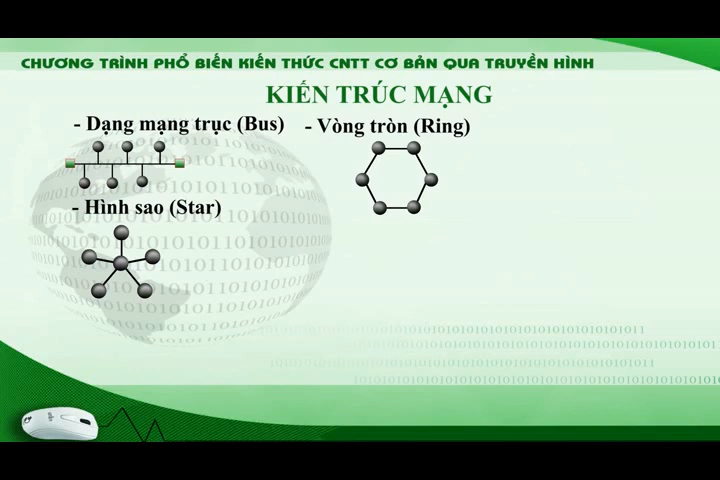 CHƯƠNG TRÌNH PHỔ BIẾN KIẾN THỨC CNTT CƠ BẢN QUA TRUYỀN HÌNH
KIẾN TRÚC MẠNG
- Dạng mạng trục (Bus)
- Vòng tròn (Ring)
- Hình sao (Star)